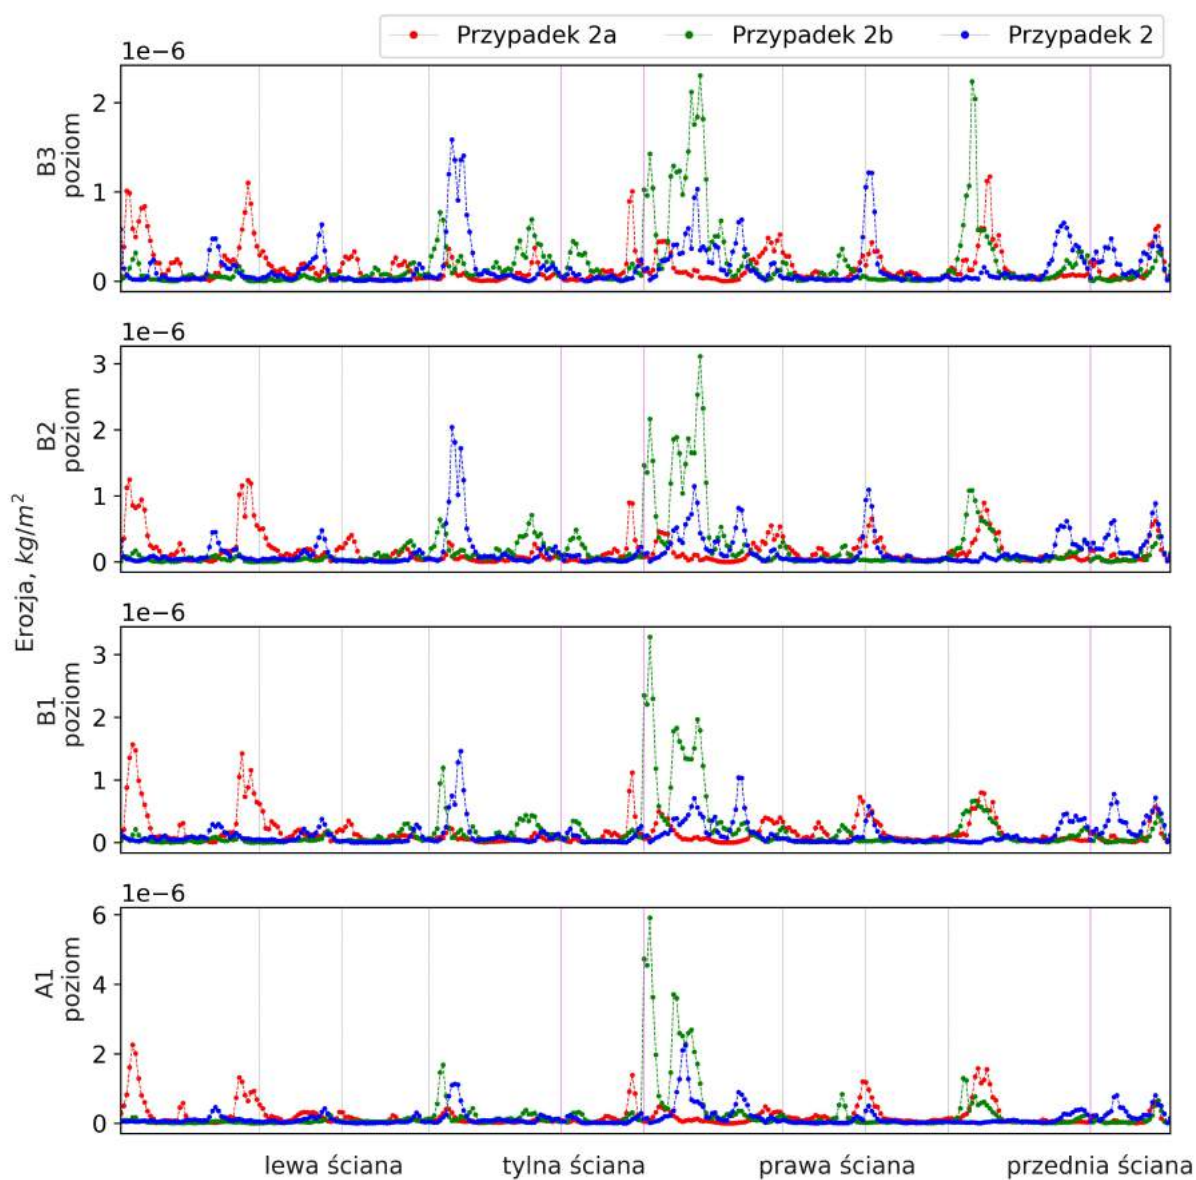 Przypadek 2a Przypadek 2b Przypadek 2
1e−6
2
1
0
B3
poziom
1e−6
3
2
1
0
B2
poziom
Erozja, kg/m²
1e−6
3
2
1
0
B1
poziom
1e−6
6
4
2
0
A1
poziom
lewa ściana tylna ściana prawa ściana przednia ściana